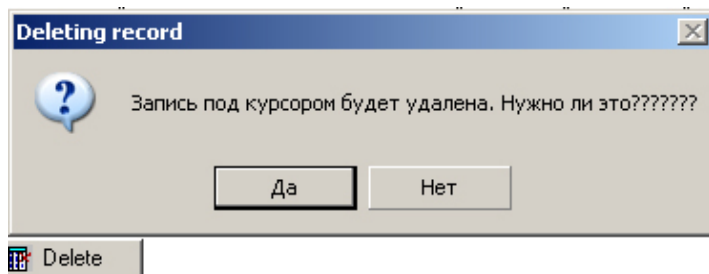 Deleting record
Запись под курсором будет удалена. Нужно ли это???????
Да
Нет
Delete